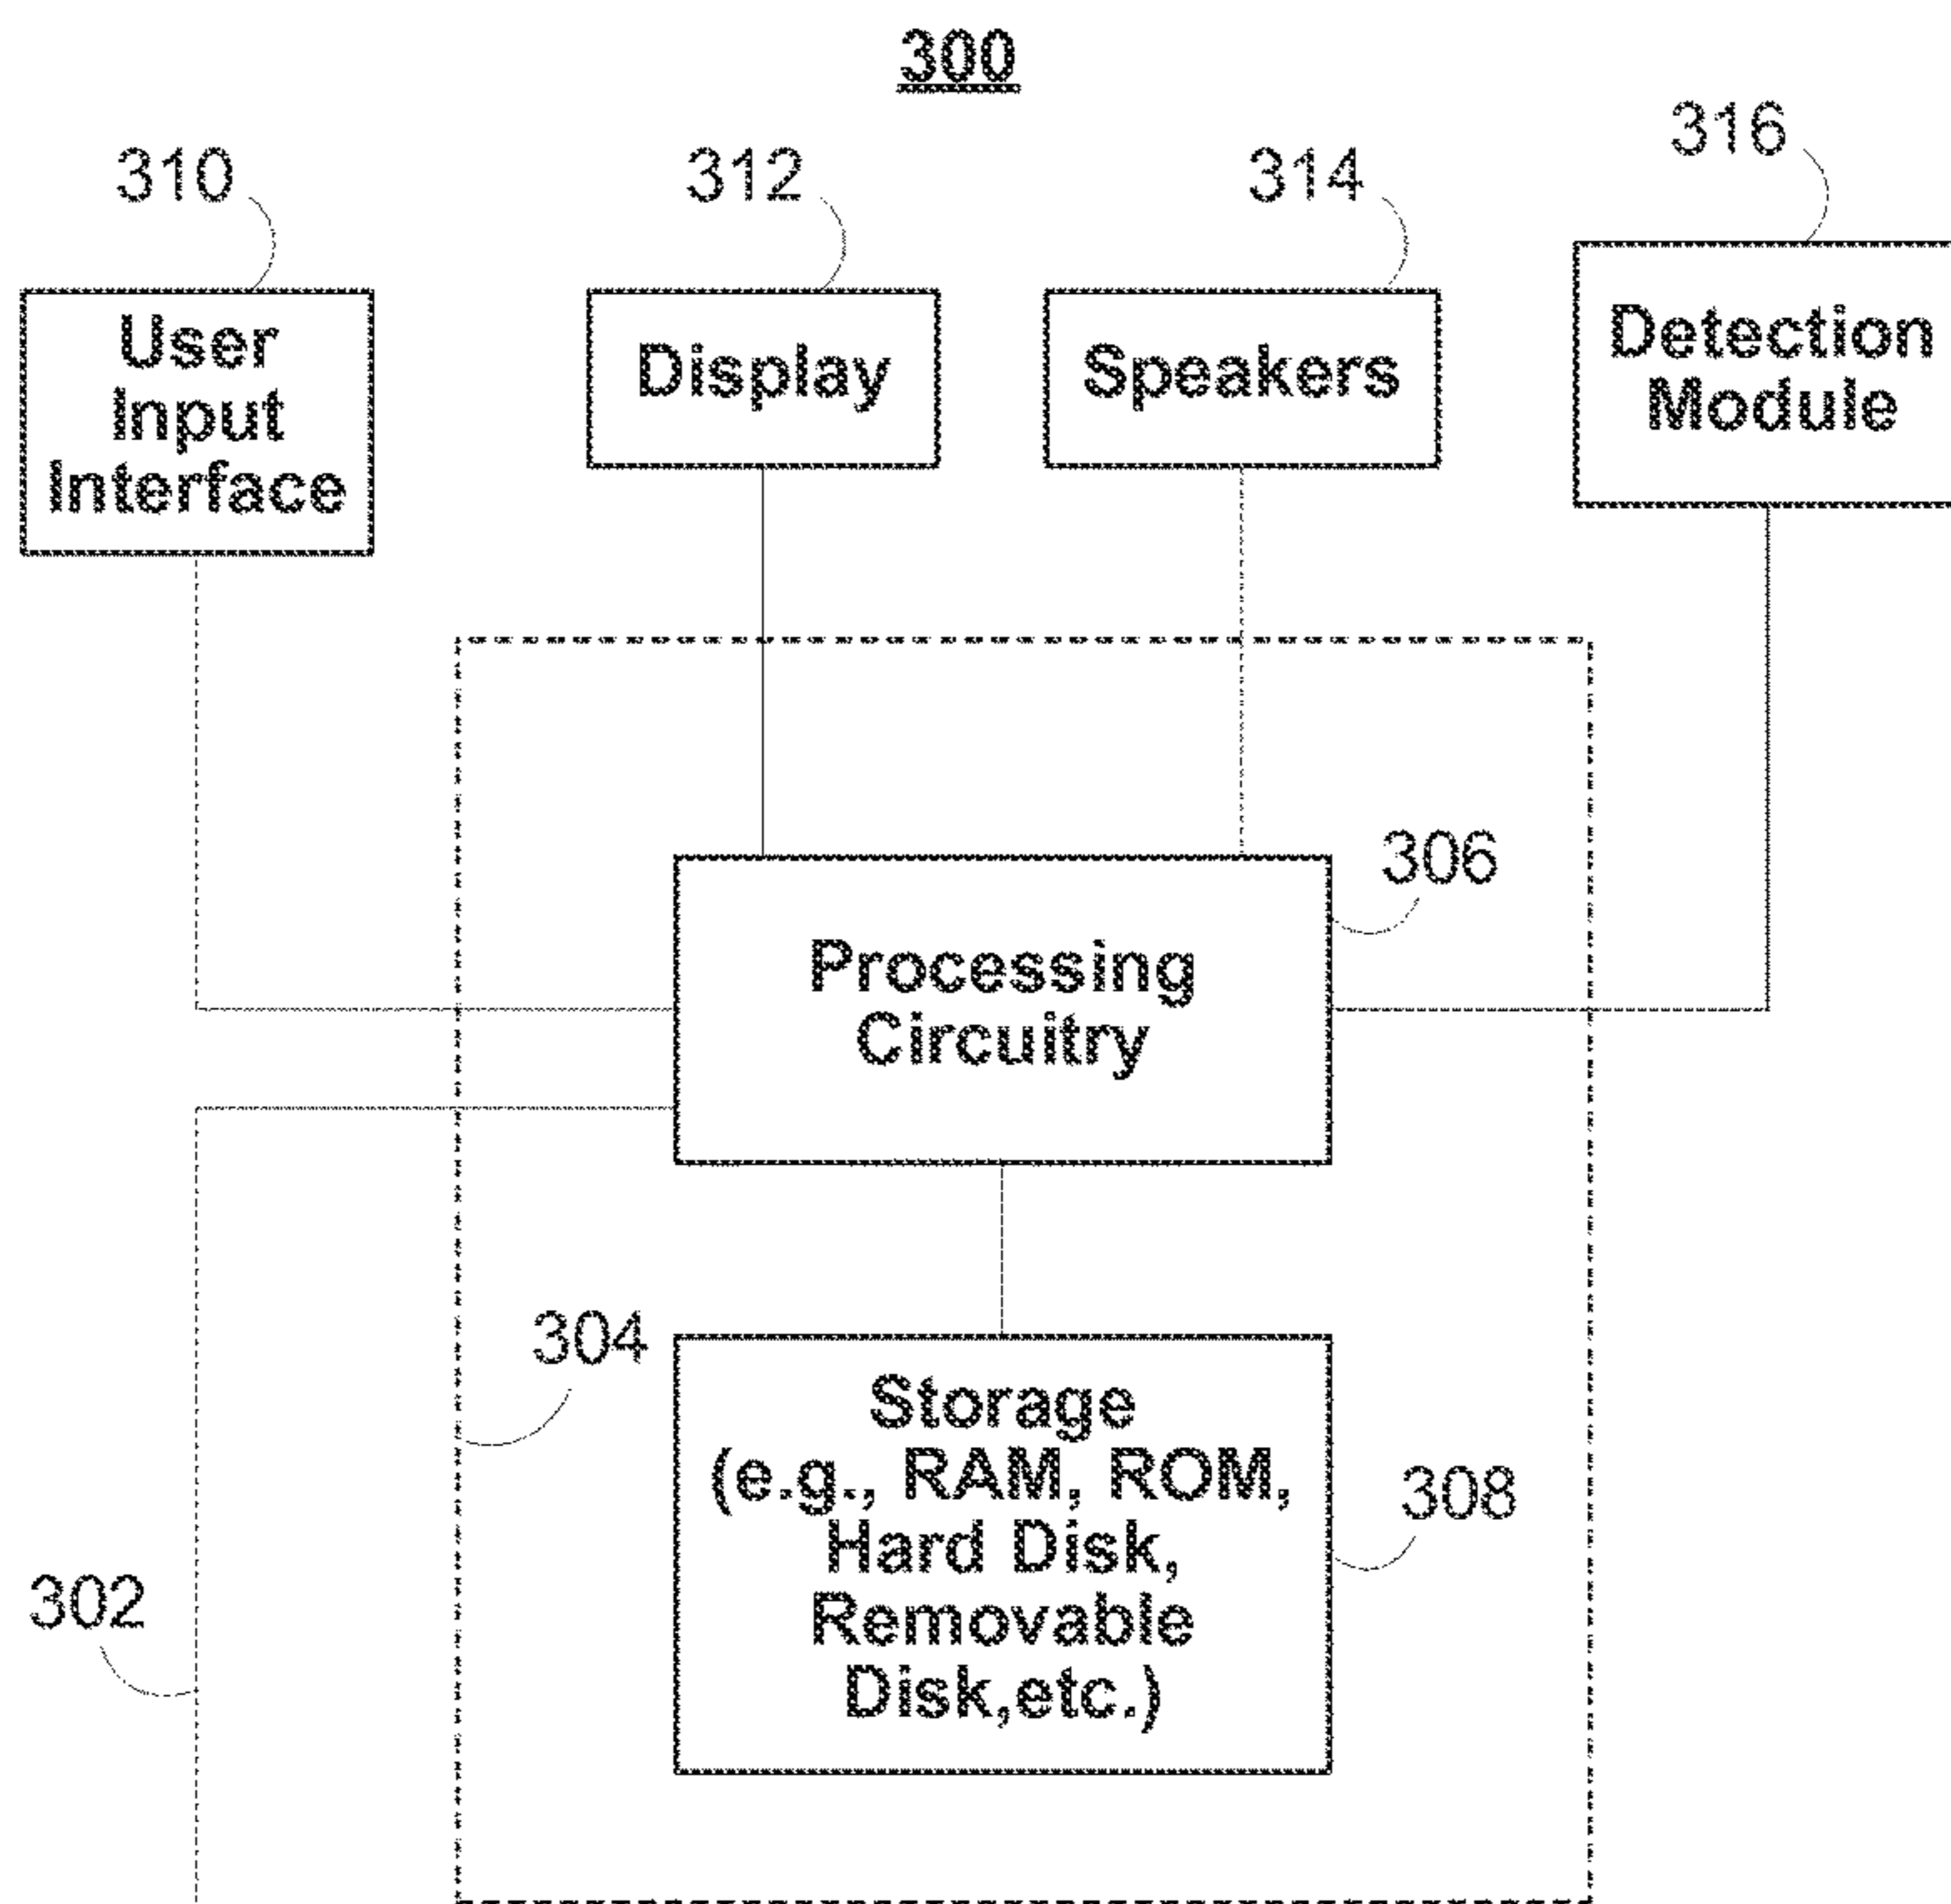 300
310
312
314
316
User
Input
Interface
Display
Speakers
Detection
Module
306
Processing
Circuitry
304
Storage
(e.g., RAM, ROM,
Hard Disk,
Removable
Disk,etc.)
308
302